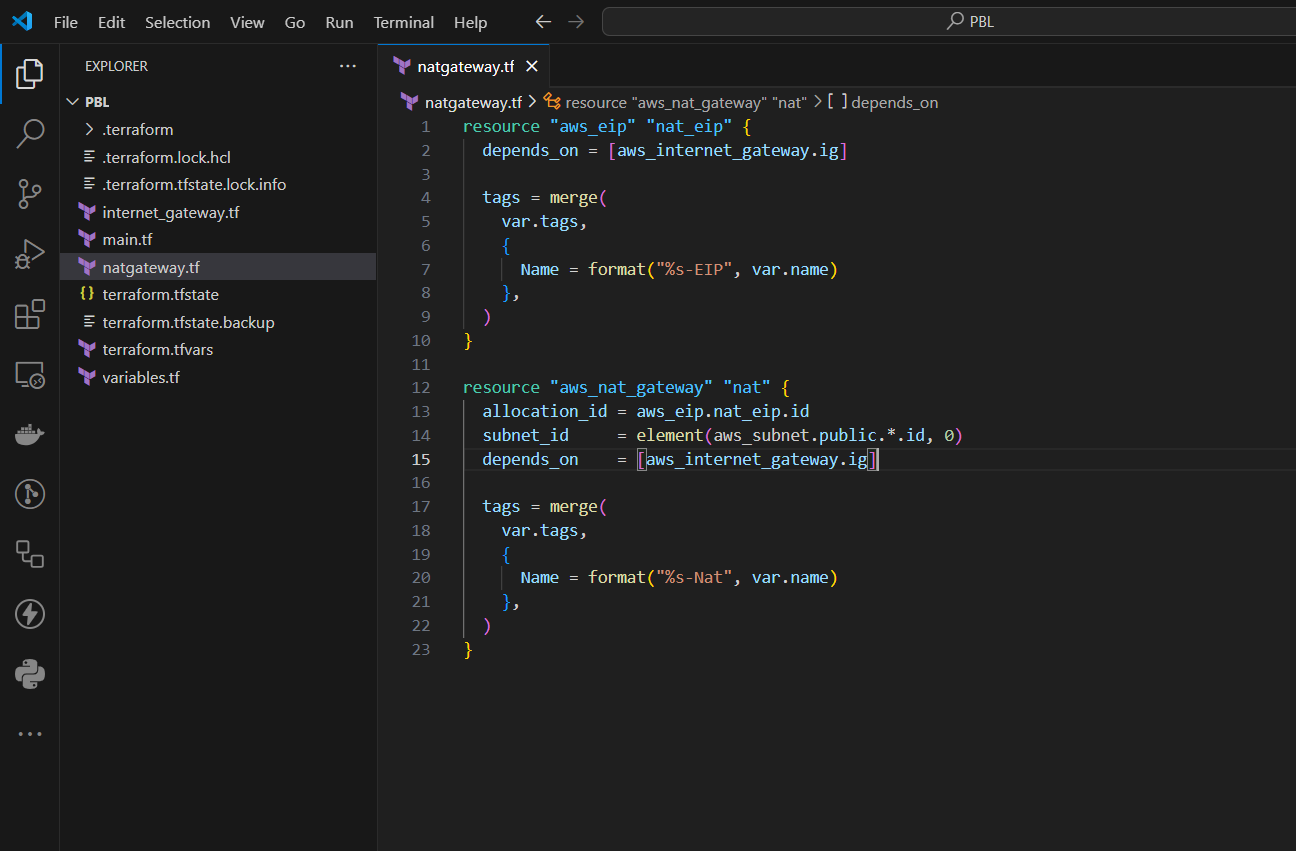 File Edit Selection View Go Run Terminal Help
PBL
EXPLORER
PBL
.terraform
.terraform.lock.hcl
.terraform.tfstate.lock.info
internet_gateway.tf
main.tf
natgateway.tf
terraform.tfstate
terraform.tfstate.backup
terraform.tfvars
variables.tf
natgateway.tf
natgateway.tf > resource "aws_nat_gateway" "nat" > [ ] depends_on
1 resource "aws_eip" "nat_eip" {
2   depends_on = [aws_internet_gateway.ig]
3
4   tags = merge(
5     var.tags,
6     {
7       Name = format("%s-EIP", var.name)
8     },
9   )
10 }
11
12 resource "aws_nat_gateway" "nat" {
13   allocation_id = aws_eip.nat_eip.id
14   subnet_id     = element(aws_subnet.public.*.id, 0)
15   depends_on    = [aws_internet_gateway.ig]
16
17   tags = merge(
18     var.tags,
19     {
20       Name = format("%s-Nat", var.name)
21     },
22   )
23 }